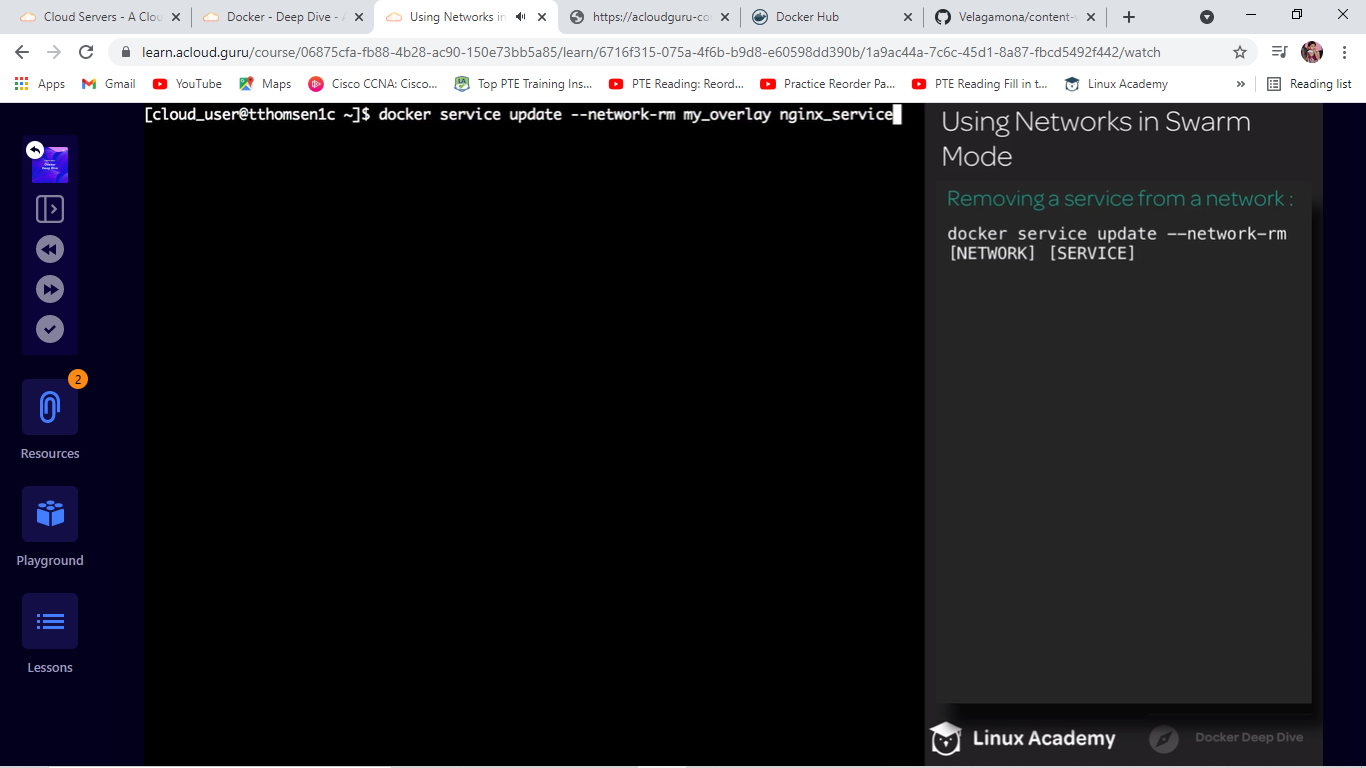 Cloud Servers - A Clou
Docker - Deep Dive - A
Using Networks in
https://acloudguru-co
Docker Hub
Velagamona/content-
learn.acloud.guru/course/06875cfa-fb88-4b28-ac90-150e73bb5a85/learn/6716f315-075a-4f6b-b9d8-e60598dd390b/1a9ac44a-7c6c-45d1-8a87-fbcd5492f442/watch
Apps
Gmail
YouTube
Maps
Cisco CCNA: Cisco...
Top PTE Training Ins...
PTE Reading: Reord...
Practice Reorder Pa...
PTE Reading Fill in t...
Linux Academy
»
Reading list
[cloud_user@tthomsen1c ~]$ docker service update --network-rm my_overlay nginx_service
Using Networks in Swarm
Mode
Removing a service from a network :
docker service update --network-rm
[NETWORK] [SERVICE]
Docker
Deep Dive
2
Resources
Playground
Lessons
Linux Academy
Docker Deep Dive